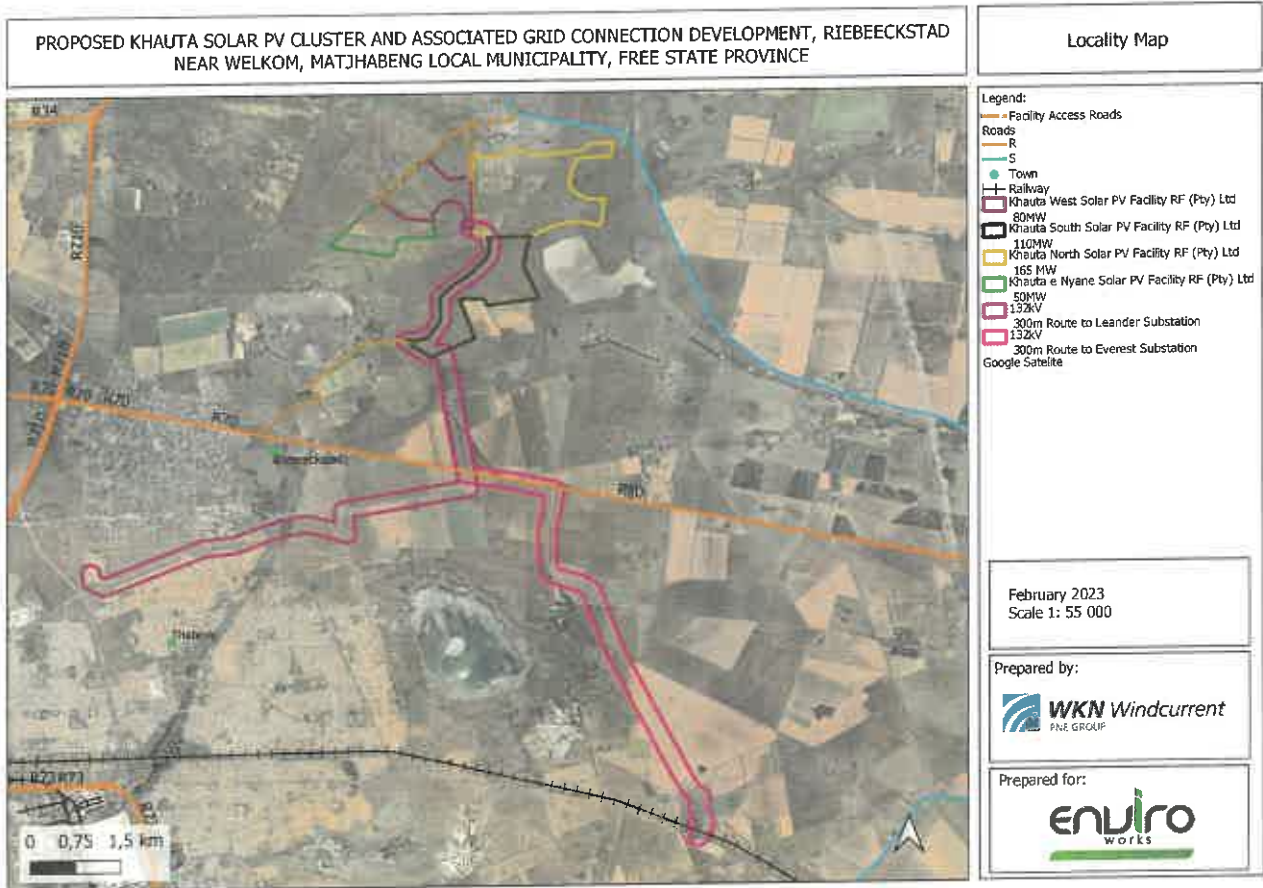 PROPOSED KHAUTA SOLAR PV CLUSTER AND ASSOCIATED GRID CONNECTION DEVELOPMENT, RIEBEECKSTAD
NEAR WELKOM, MATJHABENG LOCAL MUNICIPALITY, FREE STATE PROVINCE
Locality Map
Legend:
Facility Access Roads
Roads
R
S
Town
Railway
Khauta West Solar PV Facility RF (Pty) Ltd
80MW
Khauta South Solar PV Facility RF (Pty) Ltd
110MW
Khauta North Solar PV Facility RF (Pty) Ltd
165 MW
Khauta e Nyane Solar PV Facility RF (Pty) Ltd
50MW
132kV
300m Route to Leander Substation
132kV
300m Route to Everest Substation
Google Satelite
February 2023
Scale 1: 55 000
Prepared by:
WKN Windcurrent
PNE GROUP
Prepared for:
enviro
works
R34
R70
R70
R73
0 0,75 1,5 km